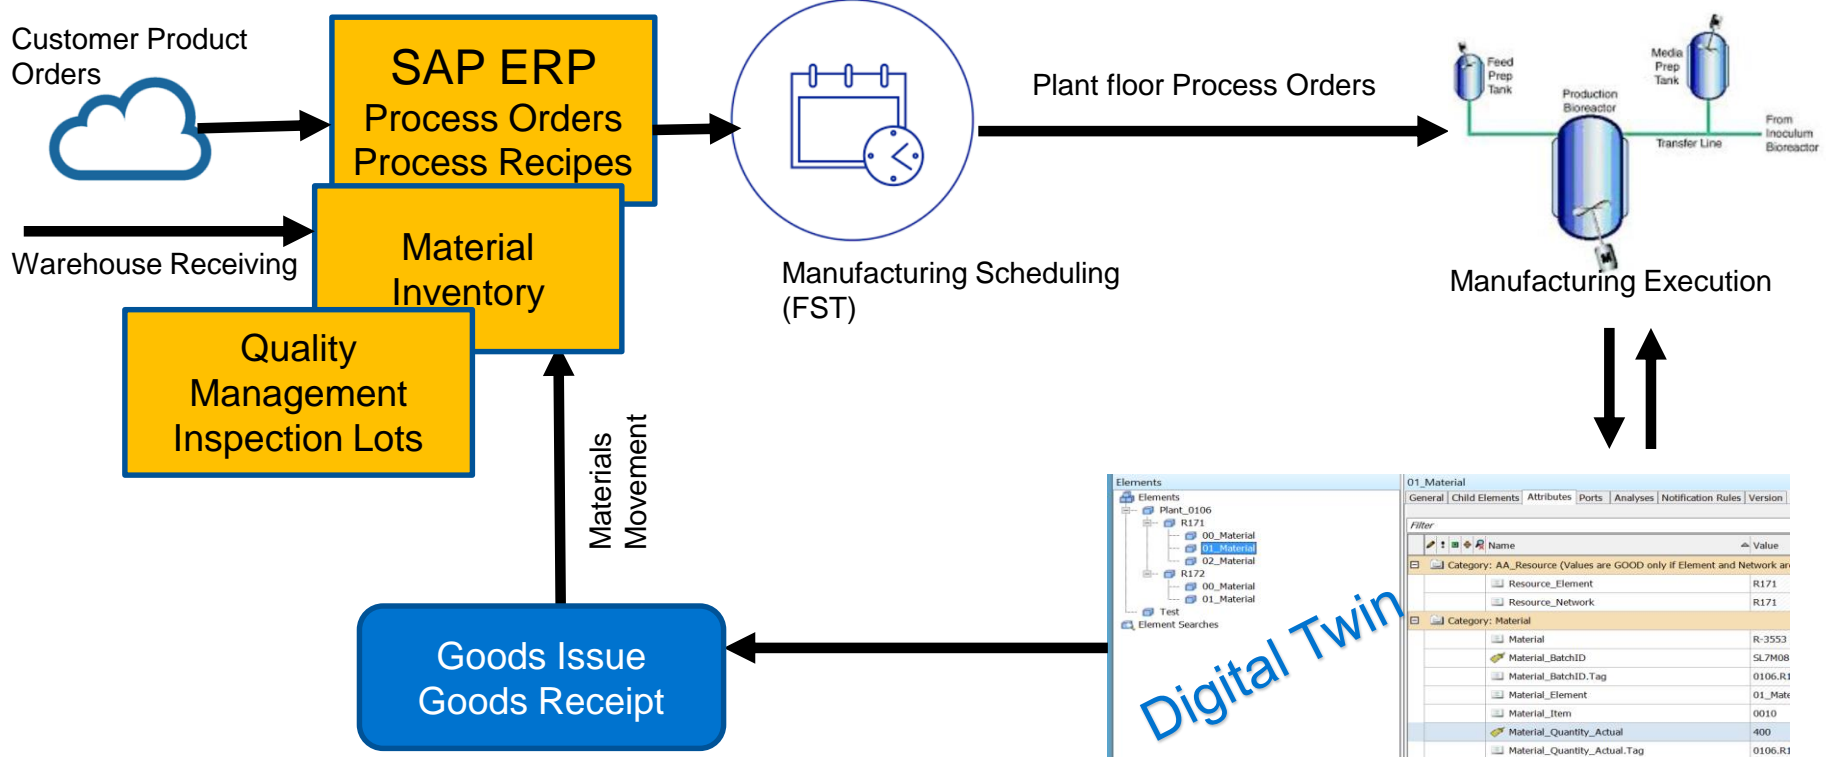 Customer Product
Orders
SAP ERP
Process Orders
Process Recipes
Warehouse Receiving
Material
Inventory
Quality
Management
Inspection Lots
Manufacturing Scheduling
(FST)
Plant floor Process Orders
Feed
Prep
Tank
Media
Prep
Tank
Production
Bioreactor
Transfer Line
From
Inoculum
Bioreactor
M
Manufacturing Execution
Materials
Movement
Goods Issue
Goods Receipt
Digital Twin
Elements
Elements
Plant_0106
R171
00_Material
01_Material
02_Material
R172
00_Material
01_Material
Test
Element Searches
01_Material
General Child Elements Attributes Ports Analyses Notification Rules Version
Filter
Name Value
Category: AA_Resource (Values are GOOD only if Element and Network ar
Resource_Element R171
Resource_Network R171
Category: Material
Material R-3553
Material_BatchID SL7M08
Material_BatchID.Tag 0106.R1
Material_Element 01_Mate
Material_Item 0010
Material_Quantity_Actual 400
Material_Quantity_Actual.Tag 0106.R1